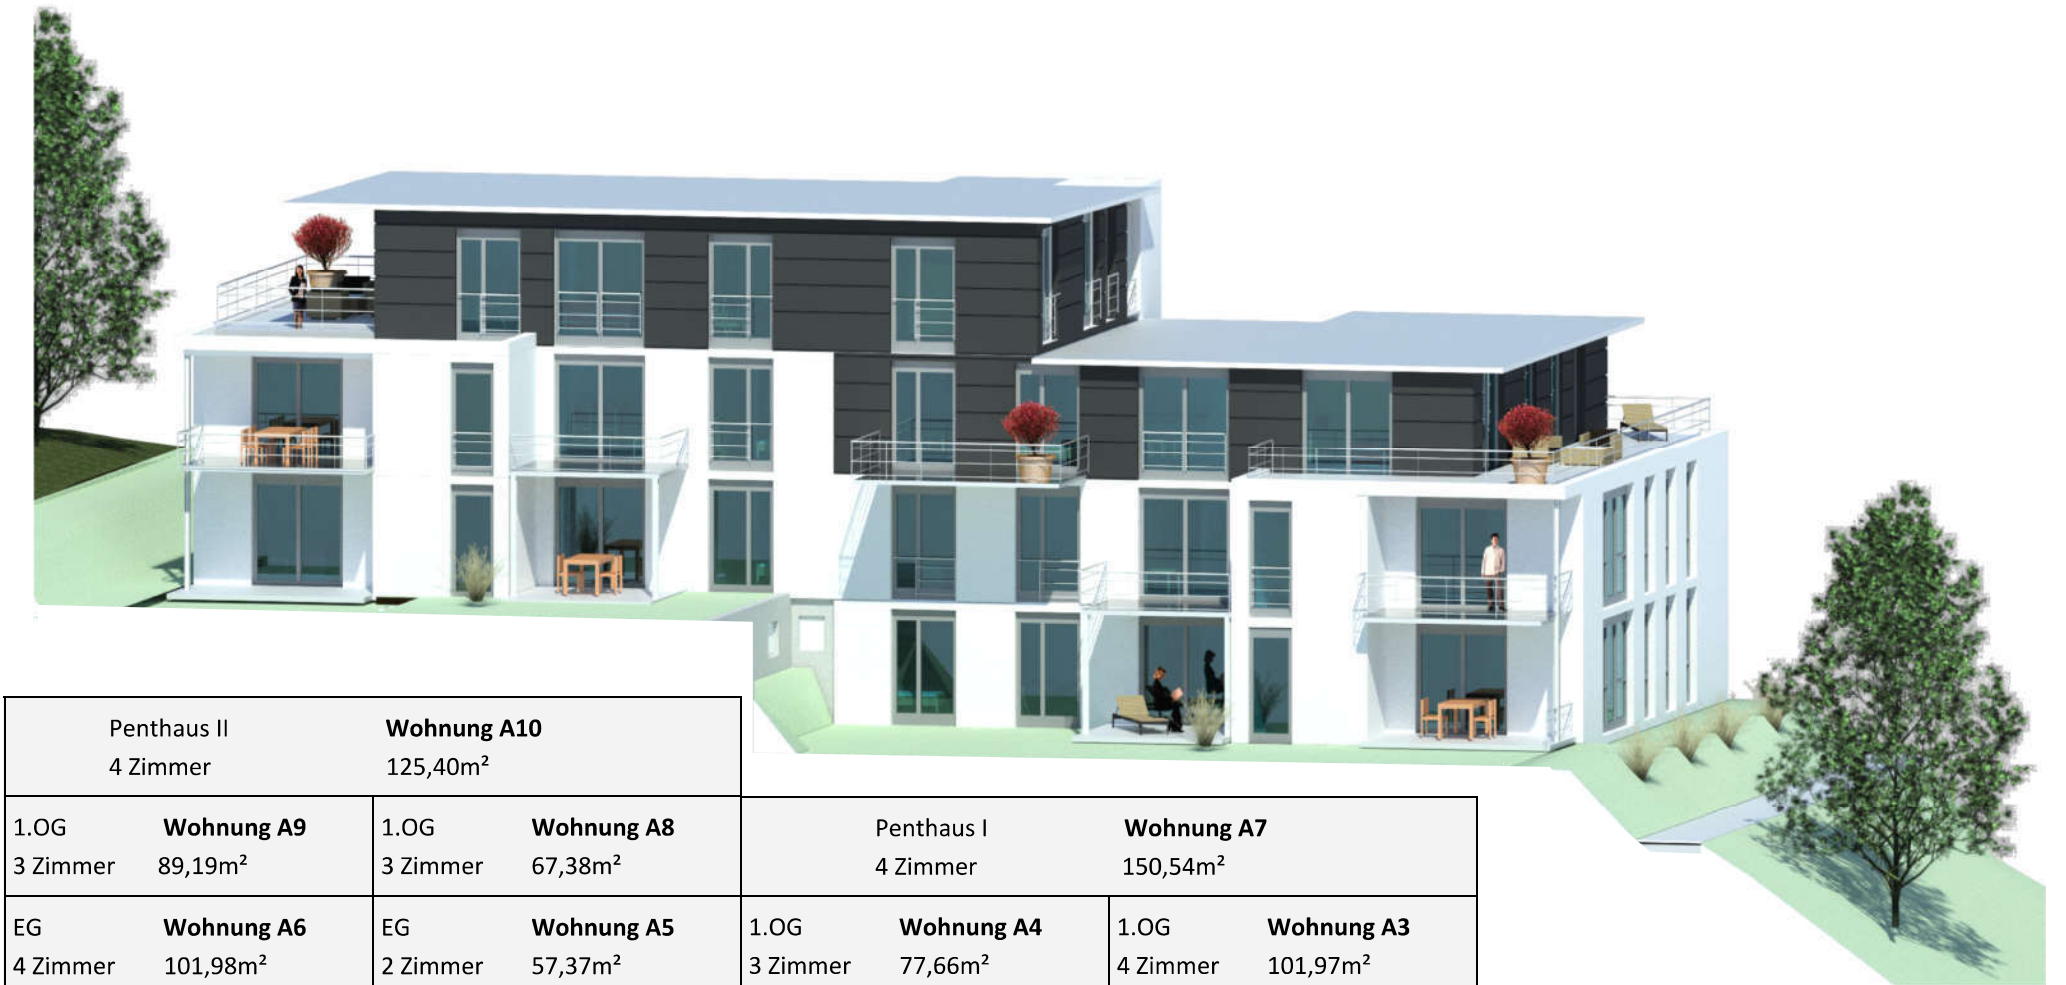 Penthaus II Wohnung A10
4 Zimmer 125,40m²
1.OG Wohnung A9
3 Zimmer 89,19m²
1.OG Wohnung A8
3 Zimmer 67,38m²
Penthaus I Wohnung A7
4 Zimmer 150,54m²
EG Wohnung A6
4 Zimmer 101,98m²
EG Wohnung A5
2 Zimmer 57,37m²
1.OG Wohnung A4
3 Zimmer 77,66m²
1.OG Wohnung A3
4 Zimmer 101,97m²